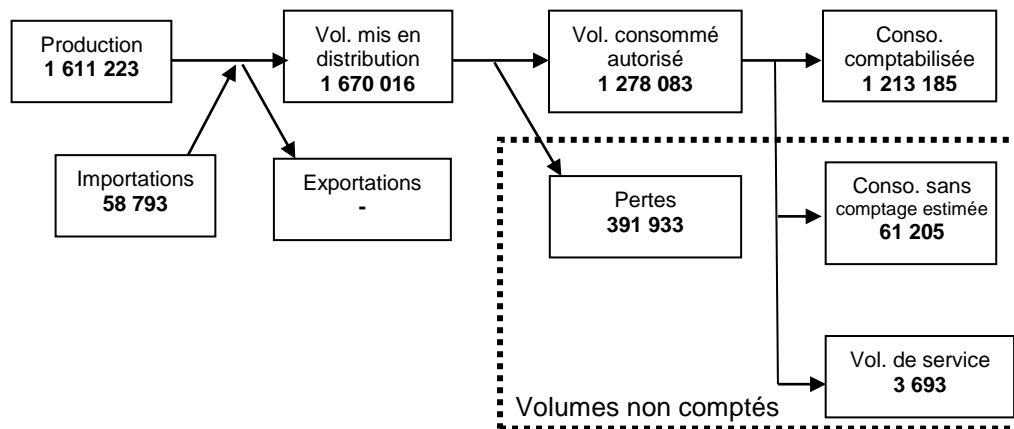 Production
1 611 223
Vol. mis en
distribution
1 670 016
Vol. consommé
autorisé
1 278 083
Conso.
comptabilisée
1 213 185
Importations
58 793
Exportations
-
Pertes
391 933
Conso. sans
comptage estimée
61 205
Vol. de service
3 693
Volumes non comptés